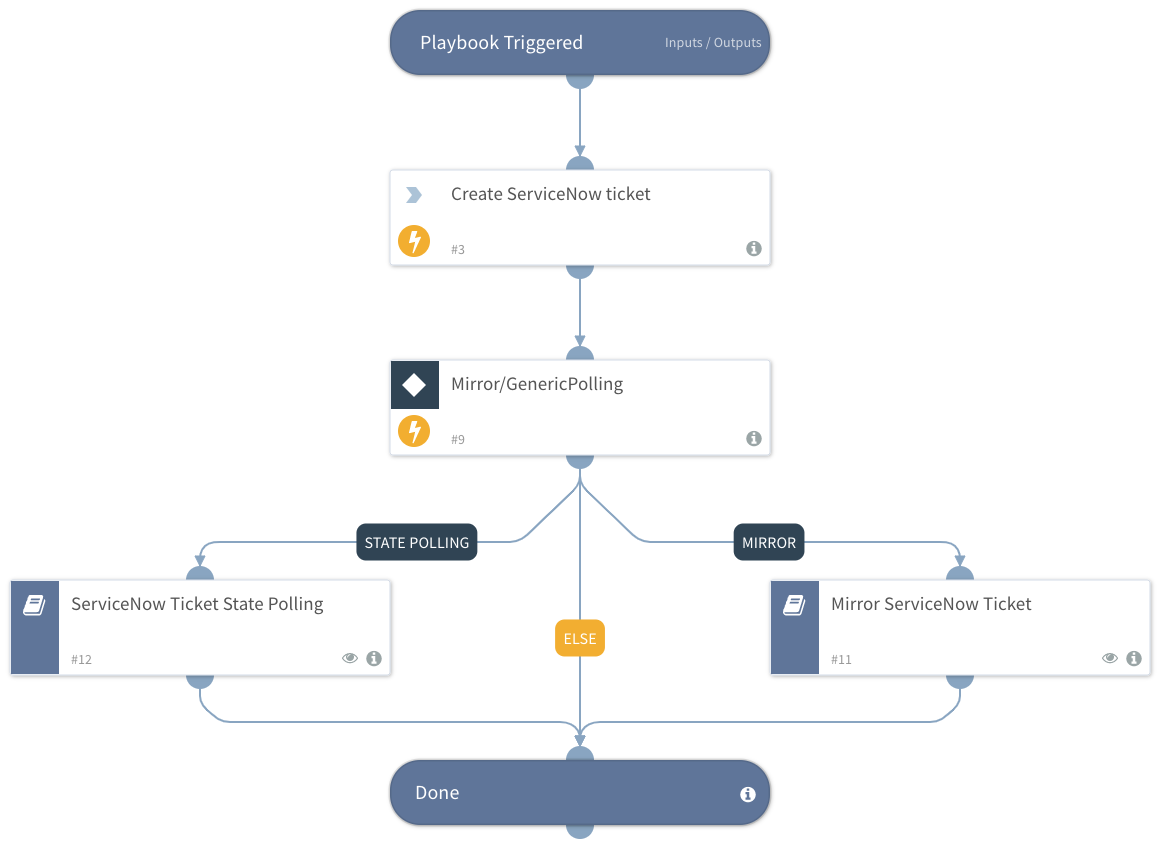 Playbook Triggered
Inputs / Outputs
Create ServiceNow ticket
#3
Mirror/GenericPolling
#9
STATE POLLING
MIRROR
ServiceNow Ticket State Polling
#12
Mirror ServiceNow Ticket
#11
ELSE
Done